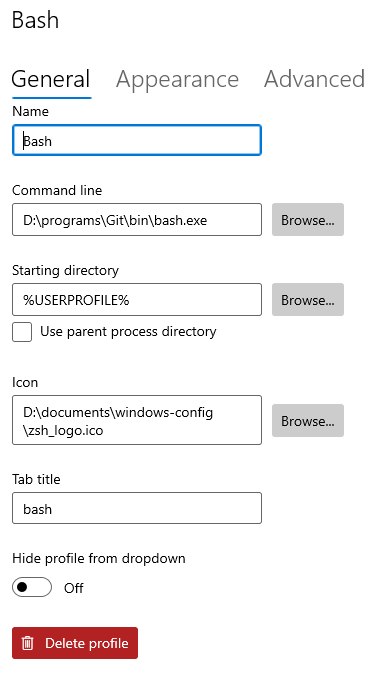 Bash
General Appearance Advanced
Name
Bash
Command line
D:\programs\Git\bin\bash.exe Browse...
Starting directory
%USERPROFILE% Browse...
Use parent process directory
Icon
D:\documents\windows-config
\zsh_logo.ico Browse...
Tab title
bash
Hide profile from dropdown
Off
Delete profile